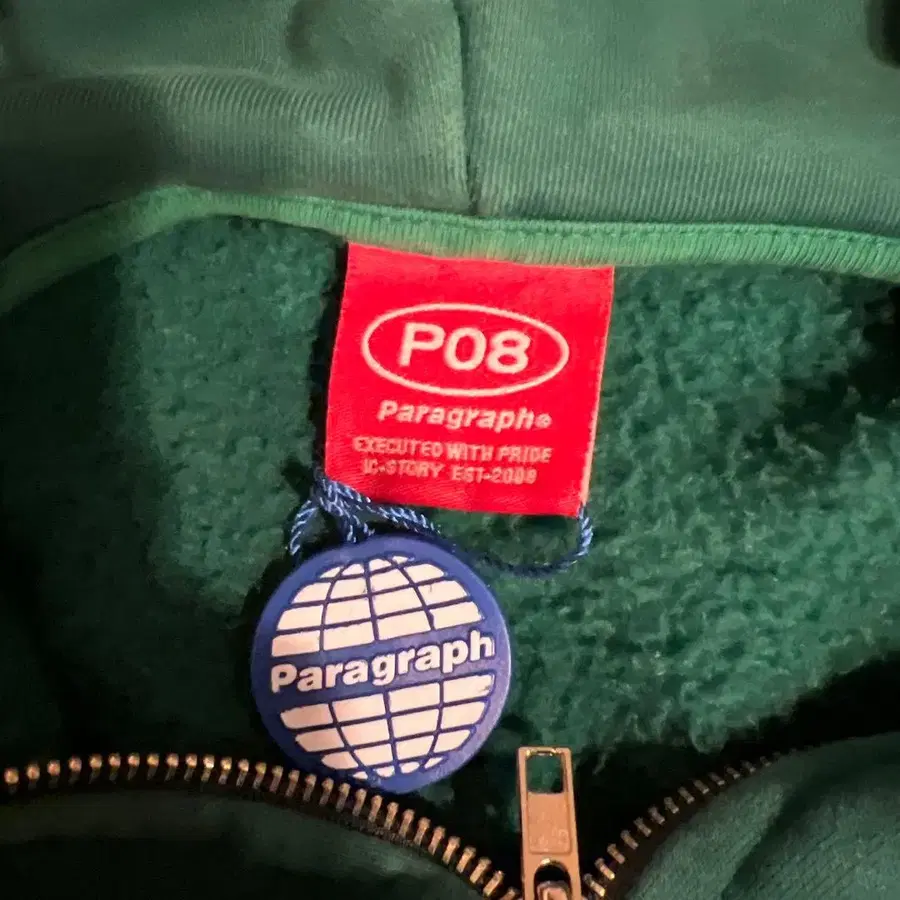 P08
Paragraph®
EXECUTED WITH PRIDE
IC-STORY EST-2008
Paragraph